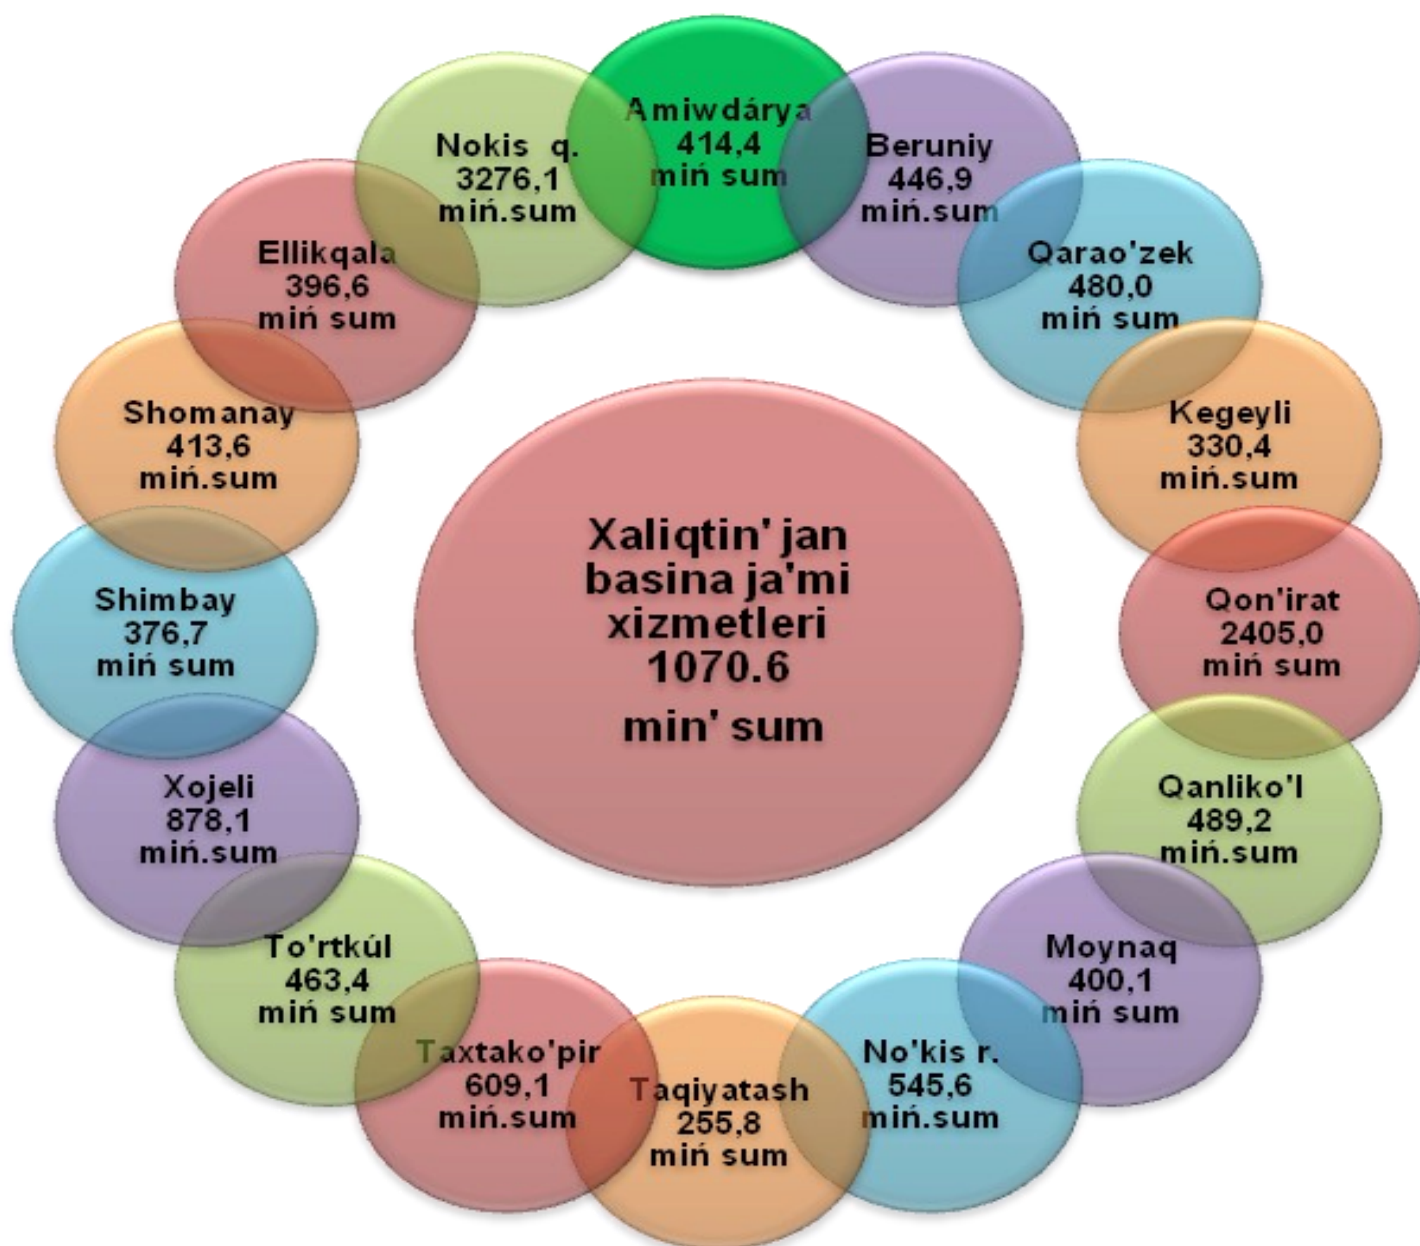 Amiwdárya
414,4
miń sum
Beruniy
446,9
miń.sum
Qarao'zek
480,0
miń sum
Kegeyli
330,4
miń.sum
Qon'irat
2405,0
miń sum
Qanliko'l
489,2
miń.sum
Moynaq
400,1
miń sum
No'kis r.
545,6
miń.sum
Taqiyatash
255,8
miń sum
Taxtako'pir
609,1
miń.sum
To'rtkúl
463,4
miń sum
Xojeli
878,1
miń.sum
Shimbay
376,7
miń sum
Shomanay
413,6
miń.sum
Ellikqala
396,6
miń sum
Nokis q.
3276,1
miń.sum
Xaliqtin' jan
basina ja'mi
xizmetleri
1070.6
min' sum